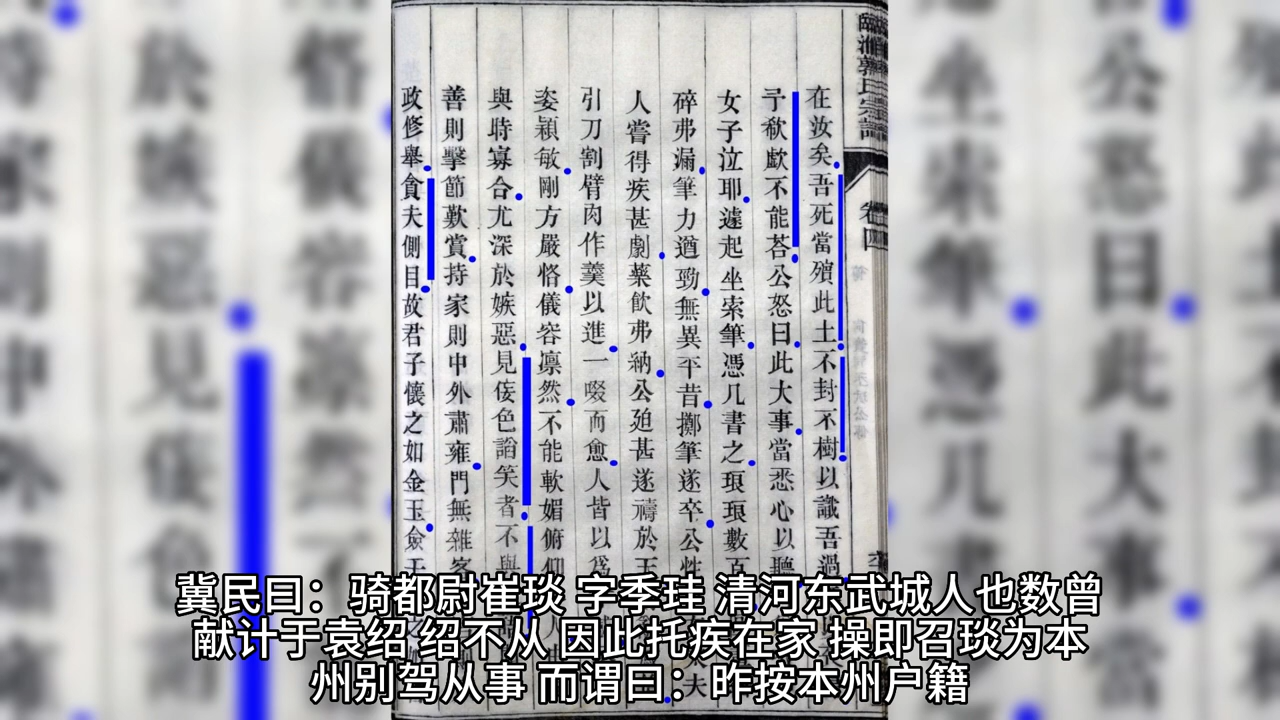 卷四
在汝矣吾死當殯此土不封不樹以識吾過
予欷歔不能荅公怒曰此大事當悉心以聽
女子泣耶遽起坐索筆憑几書之琅琅數百
碎弗漏筆力遒勁無異平昔擲筆遂卒公性
人嘗得疾甚劇藥飲弗納公廹甚遂禱於
引刀割臂肉作羹以進一啜而愈人皆以爲
姿穎敏剛方嚴恪儀容凛然不能軟媚俯仰
與時寡合尤深於嫉惡見佞色謟笑者不與
善則擊節歎賞持家則中外肅雍門無雜客
政修舉貪夫側目故君子懷之如金玉僉
冀民曰：骑都尉崔琰 字季珪 清河东武城人也数曾
献计于袁绍 绍不从 因此托疾在家 操即召琰为本
州别驾从事 而谓曰：昨按本州户籍